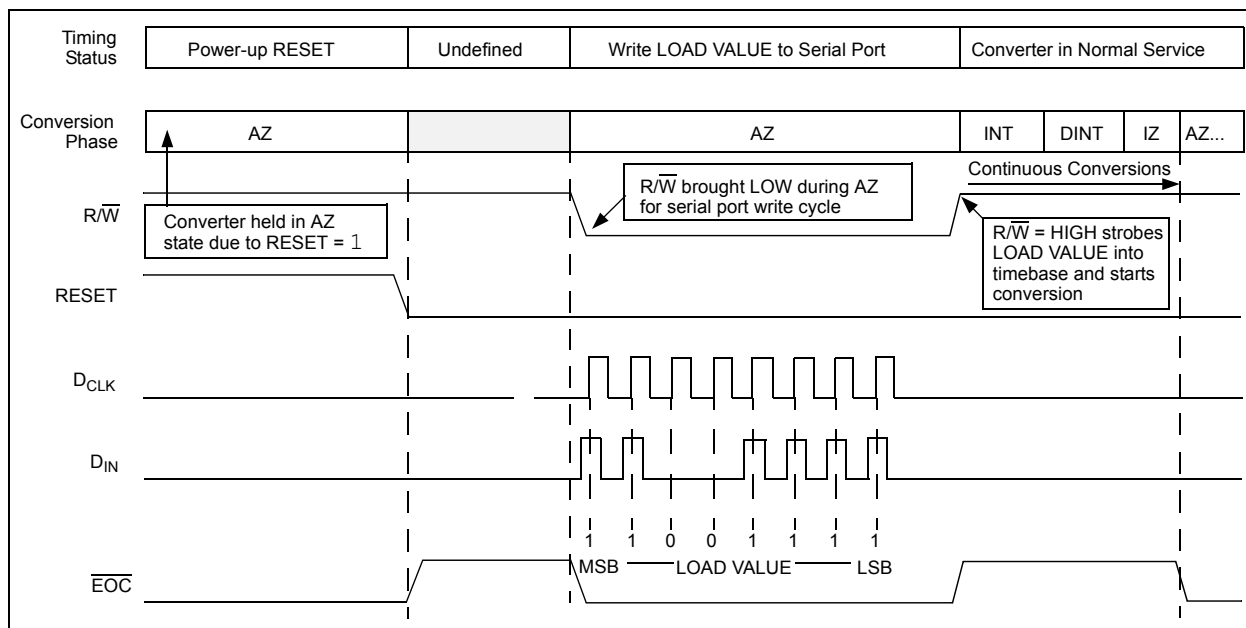 Timing
Status
Power-up RESET
Undefined
Write LOAD VALUE to Serial Port
Converter in Normal Service
Conversion
Phase
AZ
AZ
INT
DINT
IZ
AZ...
Continuous Conversions
R/W̅
Converter held in AZ
state due to RESET = 1
R/W̅ brought LOW during AZ
for serial port write cycle
R/W̅ = HIGH strobes
LOAD VALUE into
timebase and starts
conversion
RESET
DCLK
DIN
1 1 0 0 1 1 1 1
MSB LOAD VALUE LSB
E̅O̅C̅